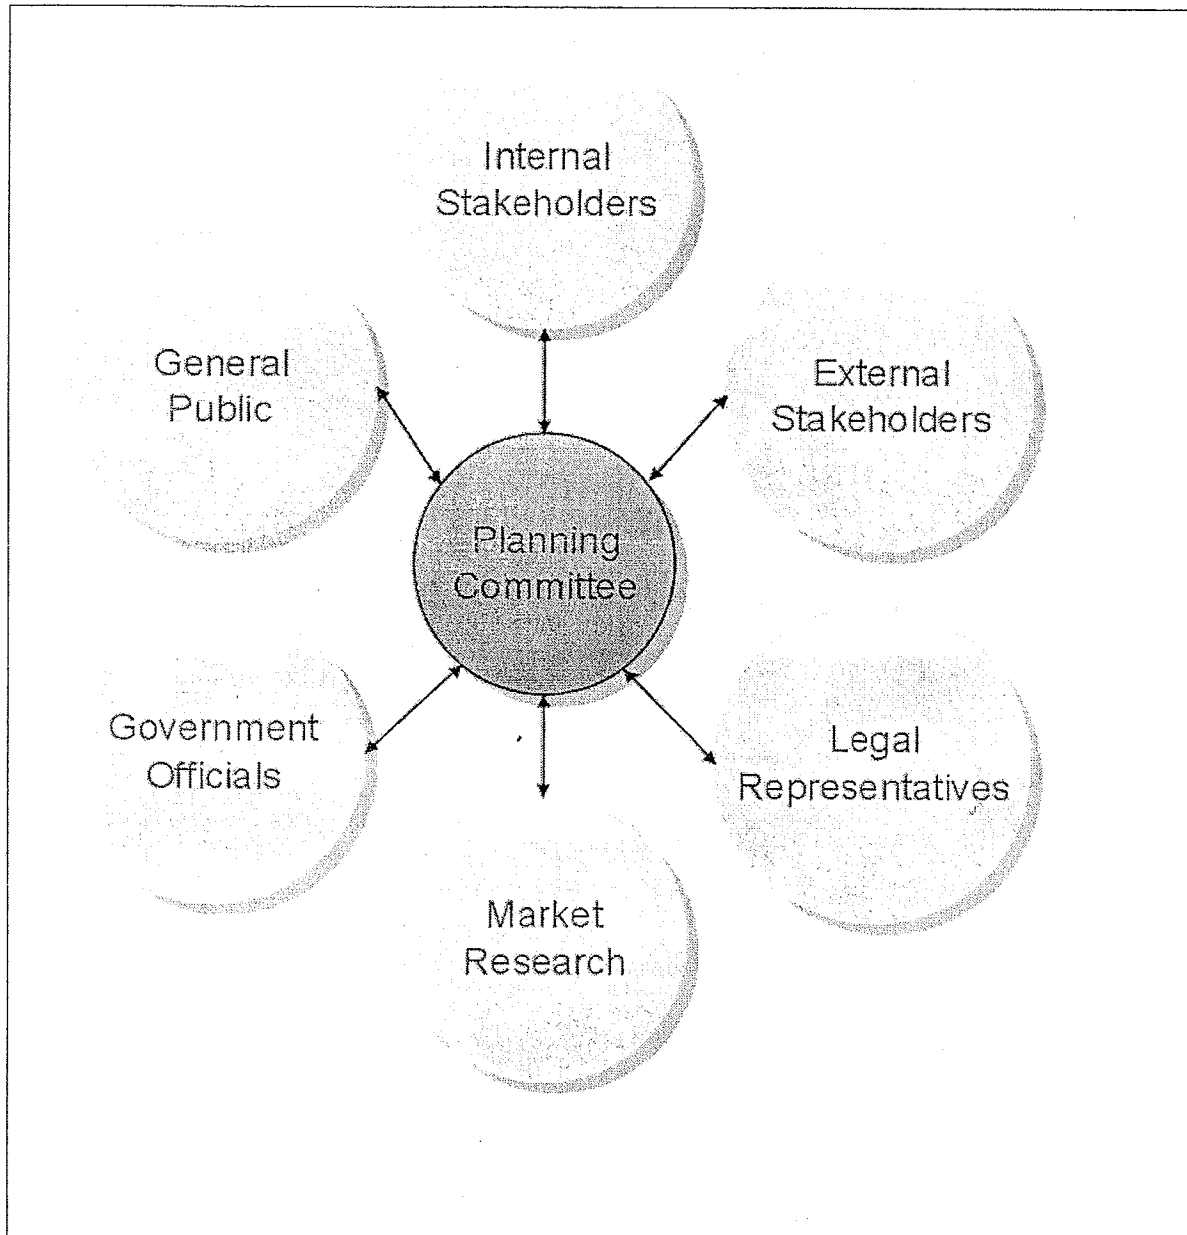 Internal
Stakeholders
General
Public
External
Stakeholders
Planning
Committee
Government
Officials
Legal
Representatives
Market
Research